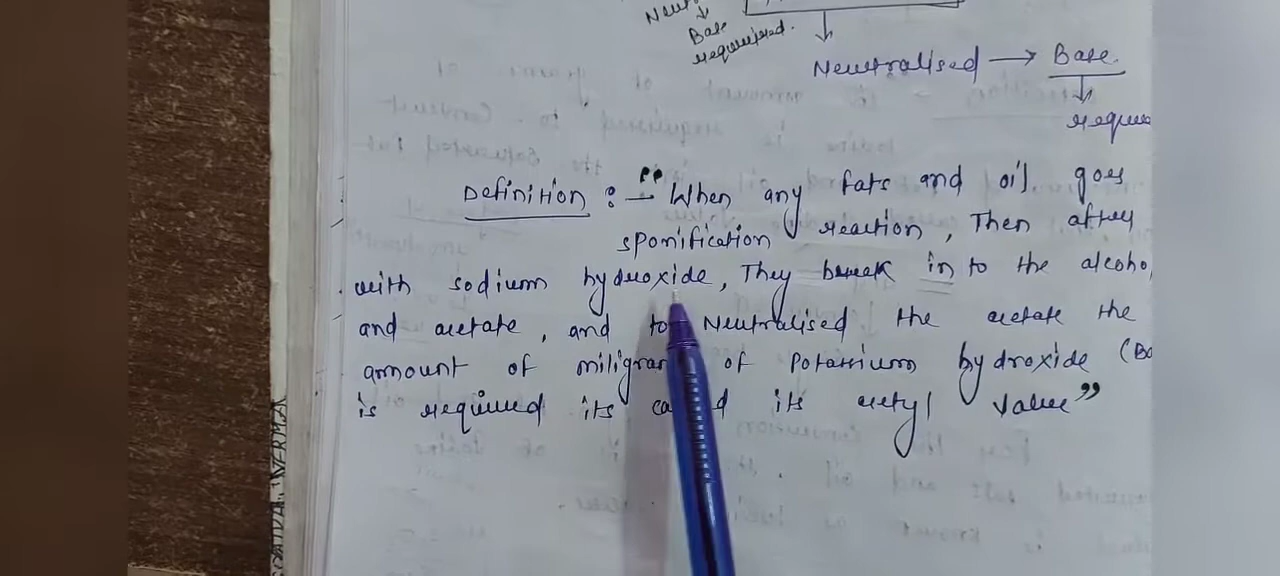 Base
required.
Neutralised → Base.
Definition :- "When any fats and oil goes
sponification reaction, Then after
with sodium hydroxide, They break in to the
and acetate, and to Neutralised the acetate the
amount of of Potassium hydroxide
is required its its acetyl value"